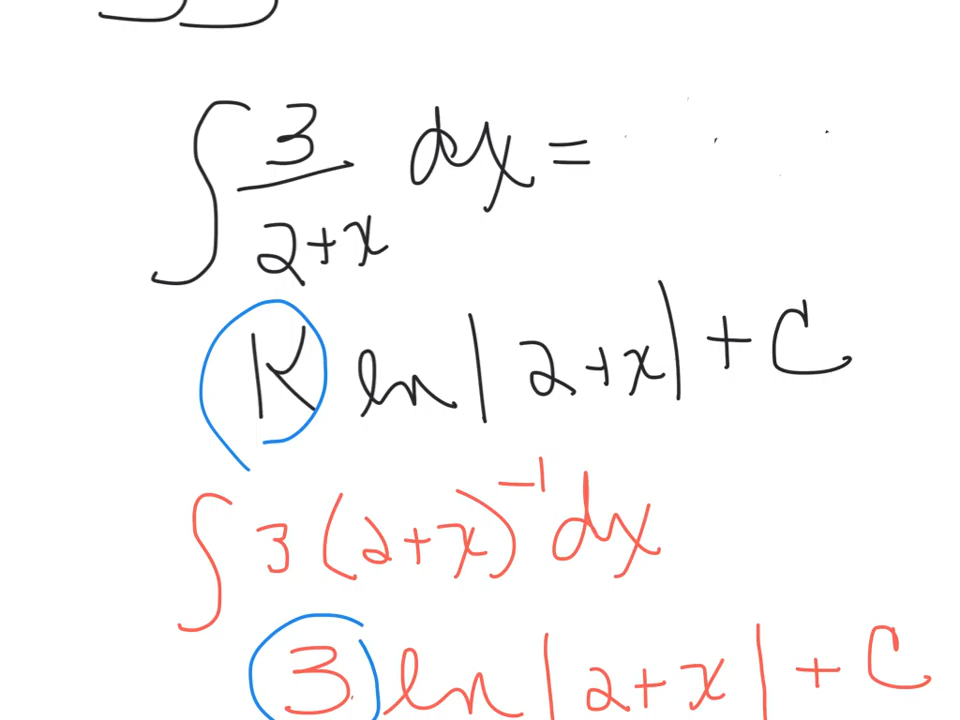 ∫ 3/(2+x) dx =
K ln|2+x| + C
∫ 3(2+x)⁻¹ dx
3 ln|2+x| + C